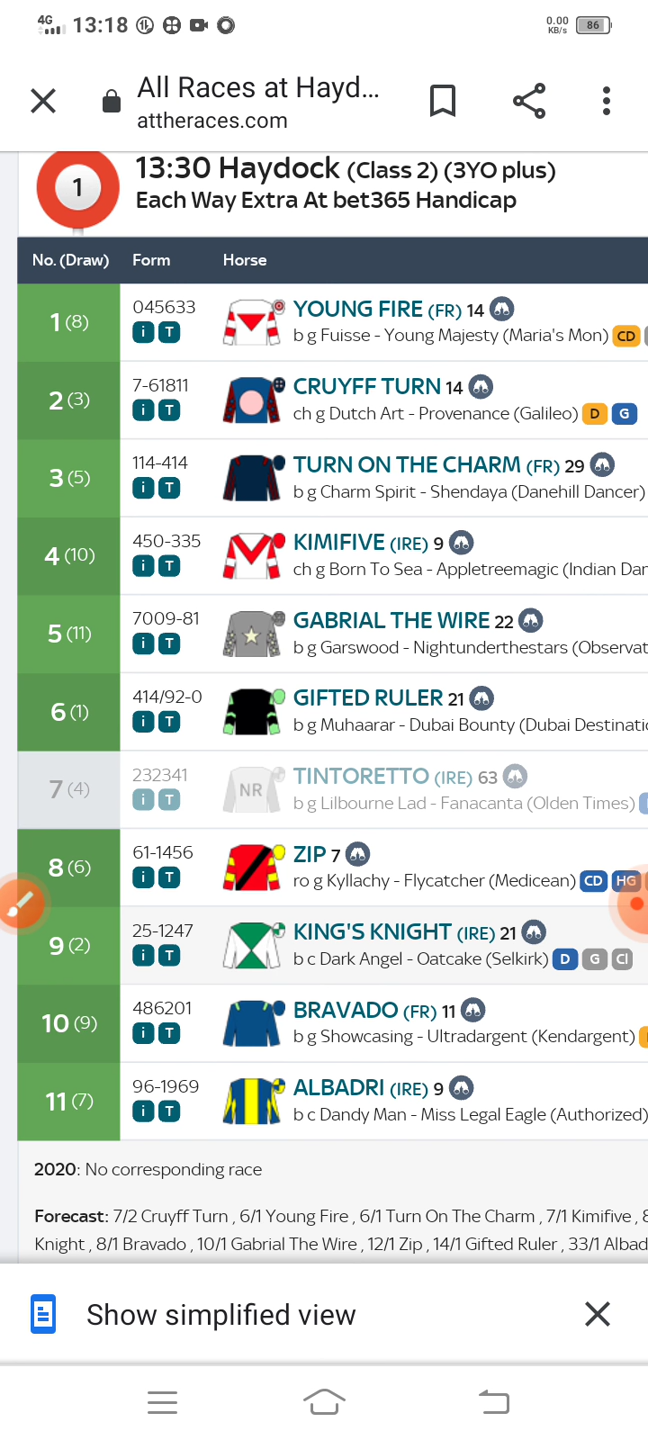 4G 13:18 0.00 KB/s 86
All Races at Hayd...
attheraces.com
1
13:30 Haydock (Class 2) (3YO plus)
Each Way Extra At bet365 Handicap
No. (Draw) Form Horse
1 (8) 045633 YOUNG FIRE (FR) 14
i T b g Fuisse - Young Majesty (Maria's Mon) CD
2 (3) 7-61811 CRUYFF TURN 14
i T ch g Dutch Art - Provenance (Galileo) D G
3 (5) 114-414 TURN ON THE CHARM (FR) 29
i T b g Charm Spirit - Shendaya (Danehill Dancer)
4 (10) 450-335 KIMIFIVE (IRE) 9
i T ch g Born To Sea - Appletreemagic (Indian Dan
5 (11) 7009-81 GABRIAL THE WIRE 22
i T b g Garswood - Nightunderthestars (Observat
6 (1) 414/92-0 GIFTED RULER 21
i T b g Muhaarar - Dubai Bounty (Dubai Destinatio
7 (4) 232341 NR TINTORETTO (IRE) 63
i T b g Lilbourne Lad - Fanacanta (Olden Times)
8 (6) 61-1456 ZIP 7
i T ro g Kyllachy - Flycatcher (Medicean) CD HG
9 (2) 25-1247 KING'S KNIGHT (IRE) 21
i T b c Dark Angel - Oatcake (Selkirk) D G Cl
10 (9) 486201 BRAVADO (FR) 11
i T b g Showcasing - Ultradargent (Kendargent)
11 (7) 96-1969 ALBADRI (IRE) 9
i T b c Dandy Man - Miss Legal Eagle (Authorized)
2020: No corresponding race
Forecast: 7/2 Cruyff Turn , 6/1 Young Fire , 6/1 Turn On The Charm , 7/1 Kimifive , 8
Knight , 8/1 Bravado , 10/1 Gabrial The Wire , 12/1 Zip , 14/1 Gifted Ruler , 33/1 Albad
Show simplified view